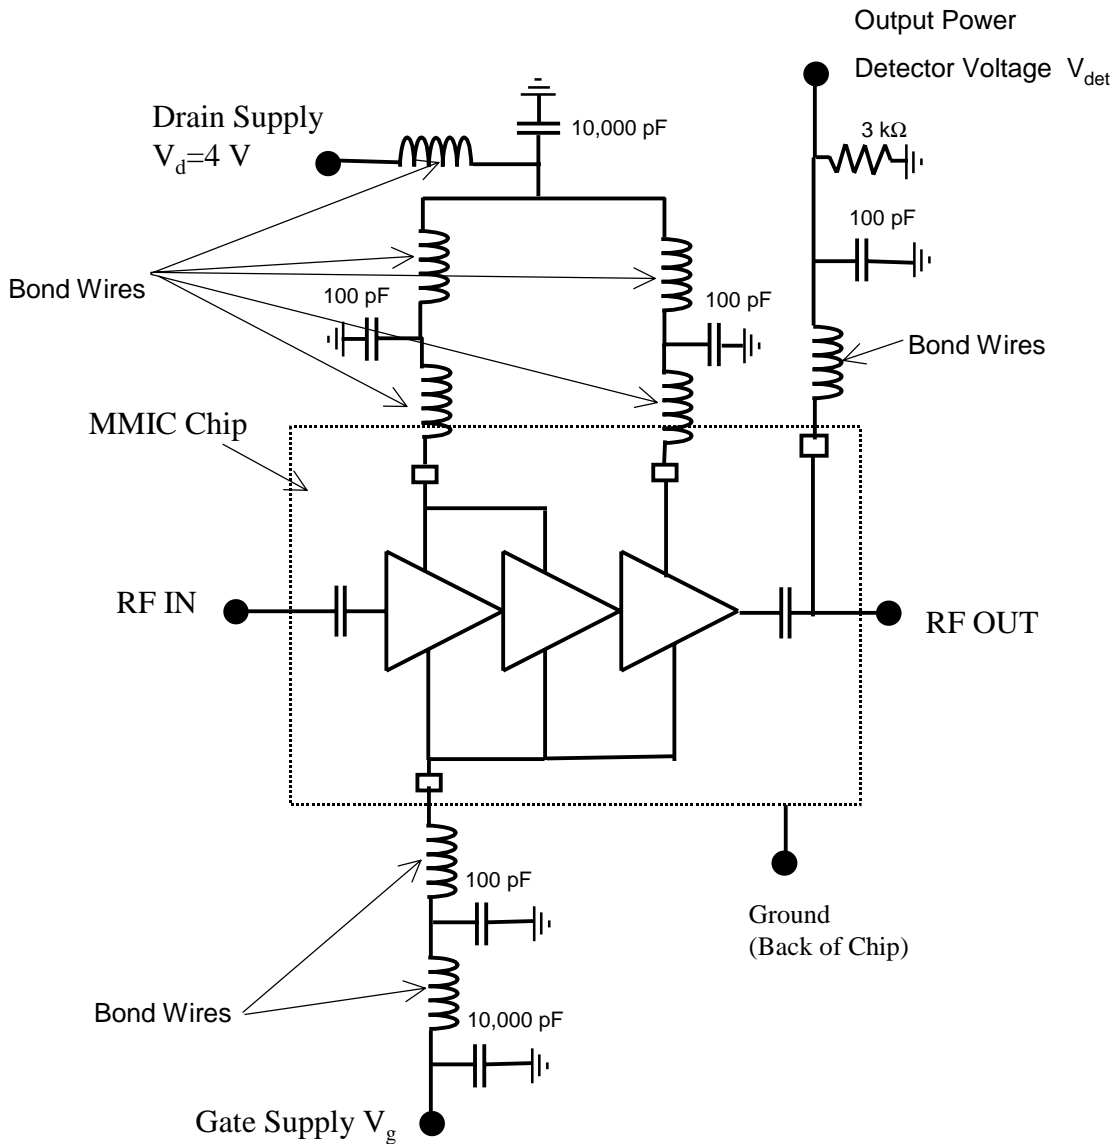 Output Power
Detector Voltage V_det
Drain Supply
V_d=4 V
10,000 pF
3 kΩ
100 pF
Bond Wires
100 pF
100 pF
Bond Wires
MMIC Chip
RF IN
RF OUT
100 pF
Ground
(Back of Chip)
Bond Wires
10,000 pF
Gate Supply V_g